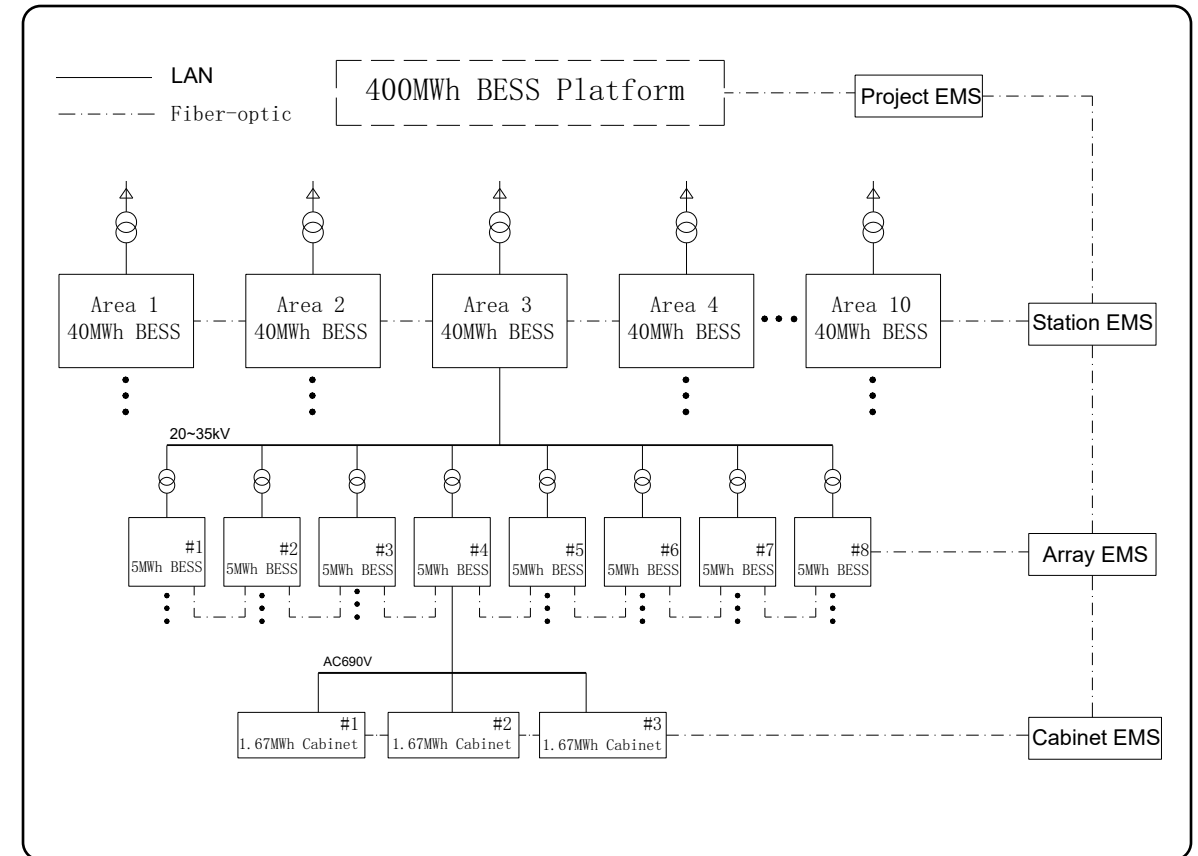 LAN
Fiber-optic
400MWh BESS Platform
Project EMS
Area 1
40MWh BESS
Area 2
40MWh BESS
Area 3
40MWh BESS
Area 4
40MWh BESS
Area 10
40MWh BESS
Station EMS
20~35kV
#1
5MWh BESS
#2
5MWh BESS
#3
5MWh BESS
#4
5MWh BESS
#5
5MWh BESS
#6
5MWh BESS
#7
5MWh BESS
#8
5MWh BESS
Array EMS
AC690V
#1
1.67MWh Cabinet
#2
1.67MWh Cabinet
#3
1.67MWh Cabinet
Cabinet EMS